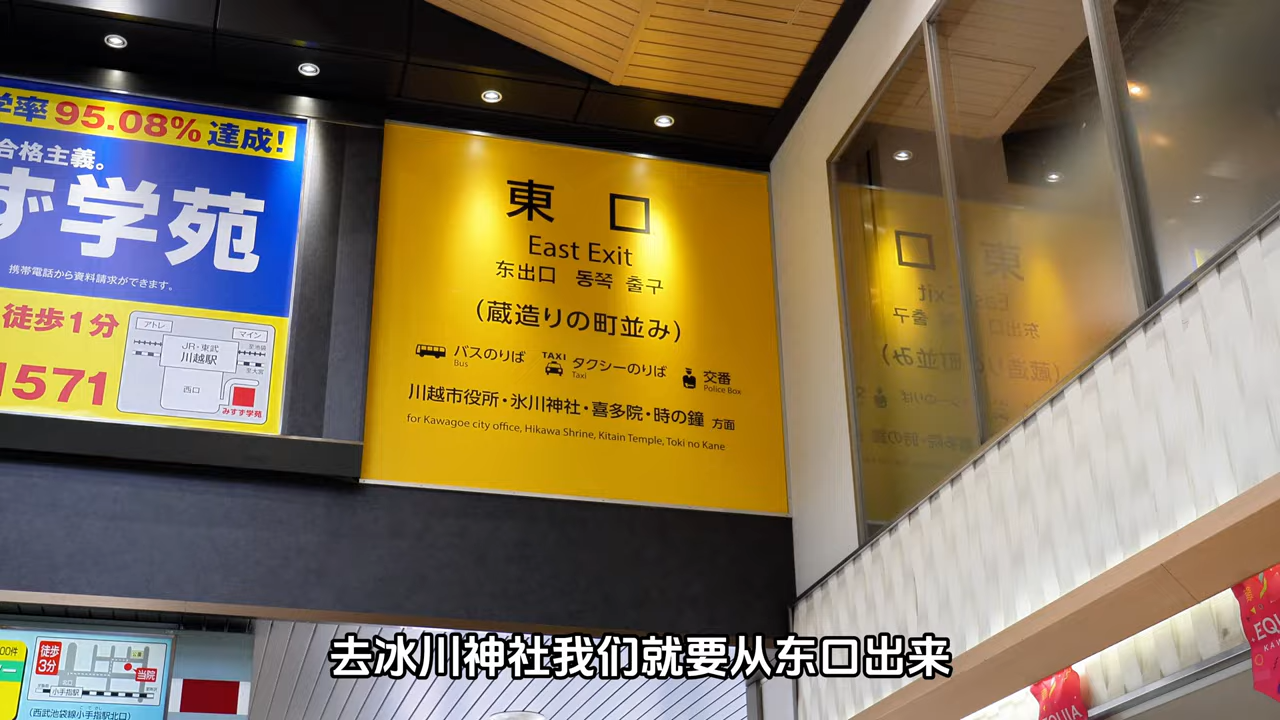 学率95.08%達成!
合格主義。
ず学苑
携帯電話から資料請求ができます。
徒歩1分
1571
アトレ
マイン
JR・東武
川越駅
西口
みすず学苑
東口
East Exit
东出口 동쪽 출구
(蔵造りの町並み)
バスのりば
Bus
TAXI
タクシーのりば
Taxi
交番
Police Box
川越市役所・氷川神社・喜多院・時の鐘 方面
for Kawagoe city office, Hikawa Shrine, Kitain Temple, Toki no Kane
徒歩
3分
当院
北口
小手指駅
(西武池袋線小手指駅北口)
EQUIA
EQUIA
去冰川神社我们就要从东口出来